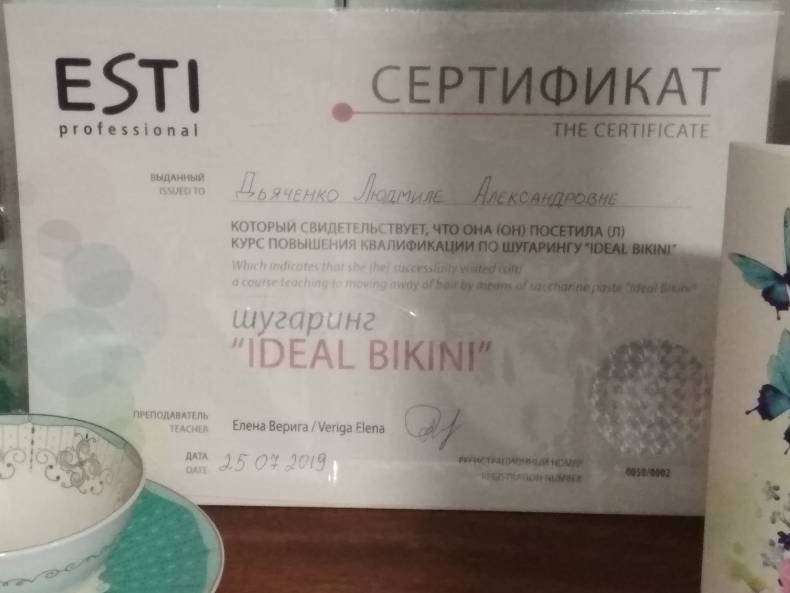 ESTI
professional
СЕРТИФИКАТ
THE CERTIFICATE
ВЫДАННЫЙ
ISSUED TO
Дьяченко Людмиле Александровне
КОТОРЫЙ СВИДЕТЕЛЬСТВУЕТ, ЧТО ОНА (ОН) ПОСЕТИЛА (Л)
КУРС ПОВЫШЕНИЯ КВАЛИФИКАЦИИ ПО ШУГАРИНГУ "IDEAL BIKINI"
Which indicates that she (he) successfully visited (ult)
a course teaching to moving away of hair by means of saccharine paste "Ideal Bikini"
шугаринг
"IDEAL BIKINI"
ПРЕПОДАВАТЕЛЬ
TEACHER
Елена Верига / Veriga Elena
ДАТА
DATE
25.07.2019
РЕГИСТРАЦИОННЫЙ НОМЕР
REGISTRATION NUMBER
0050/0002